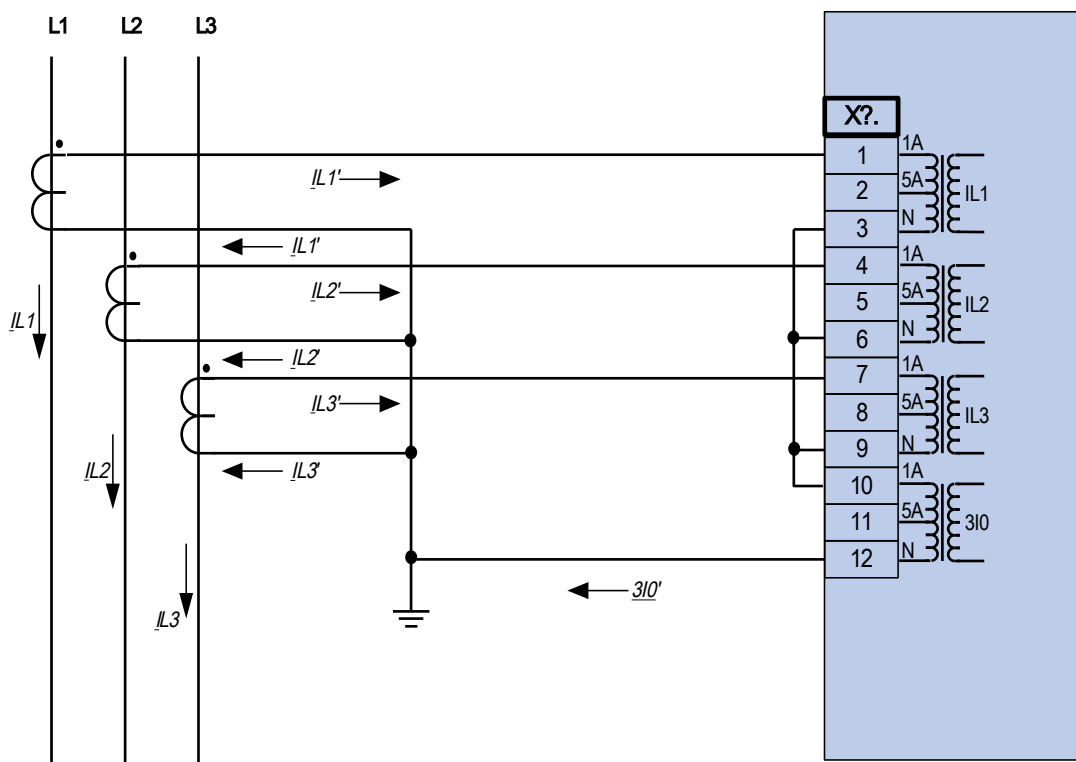 L1 L2 L3
X?.
1 1A
IL1'
2 5A IL1
3 N
IL1'
4 1A
IL2'
5 5A IL2
IL1
6 N
IL2'
7 1A
IL3'
8 5A IL3
9 N
IL2
IL3'
10 1A
11 5A 3I0
12 N
3I0'
IL3